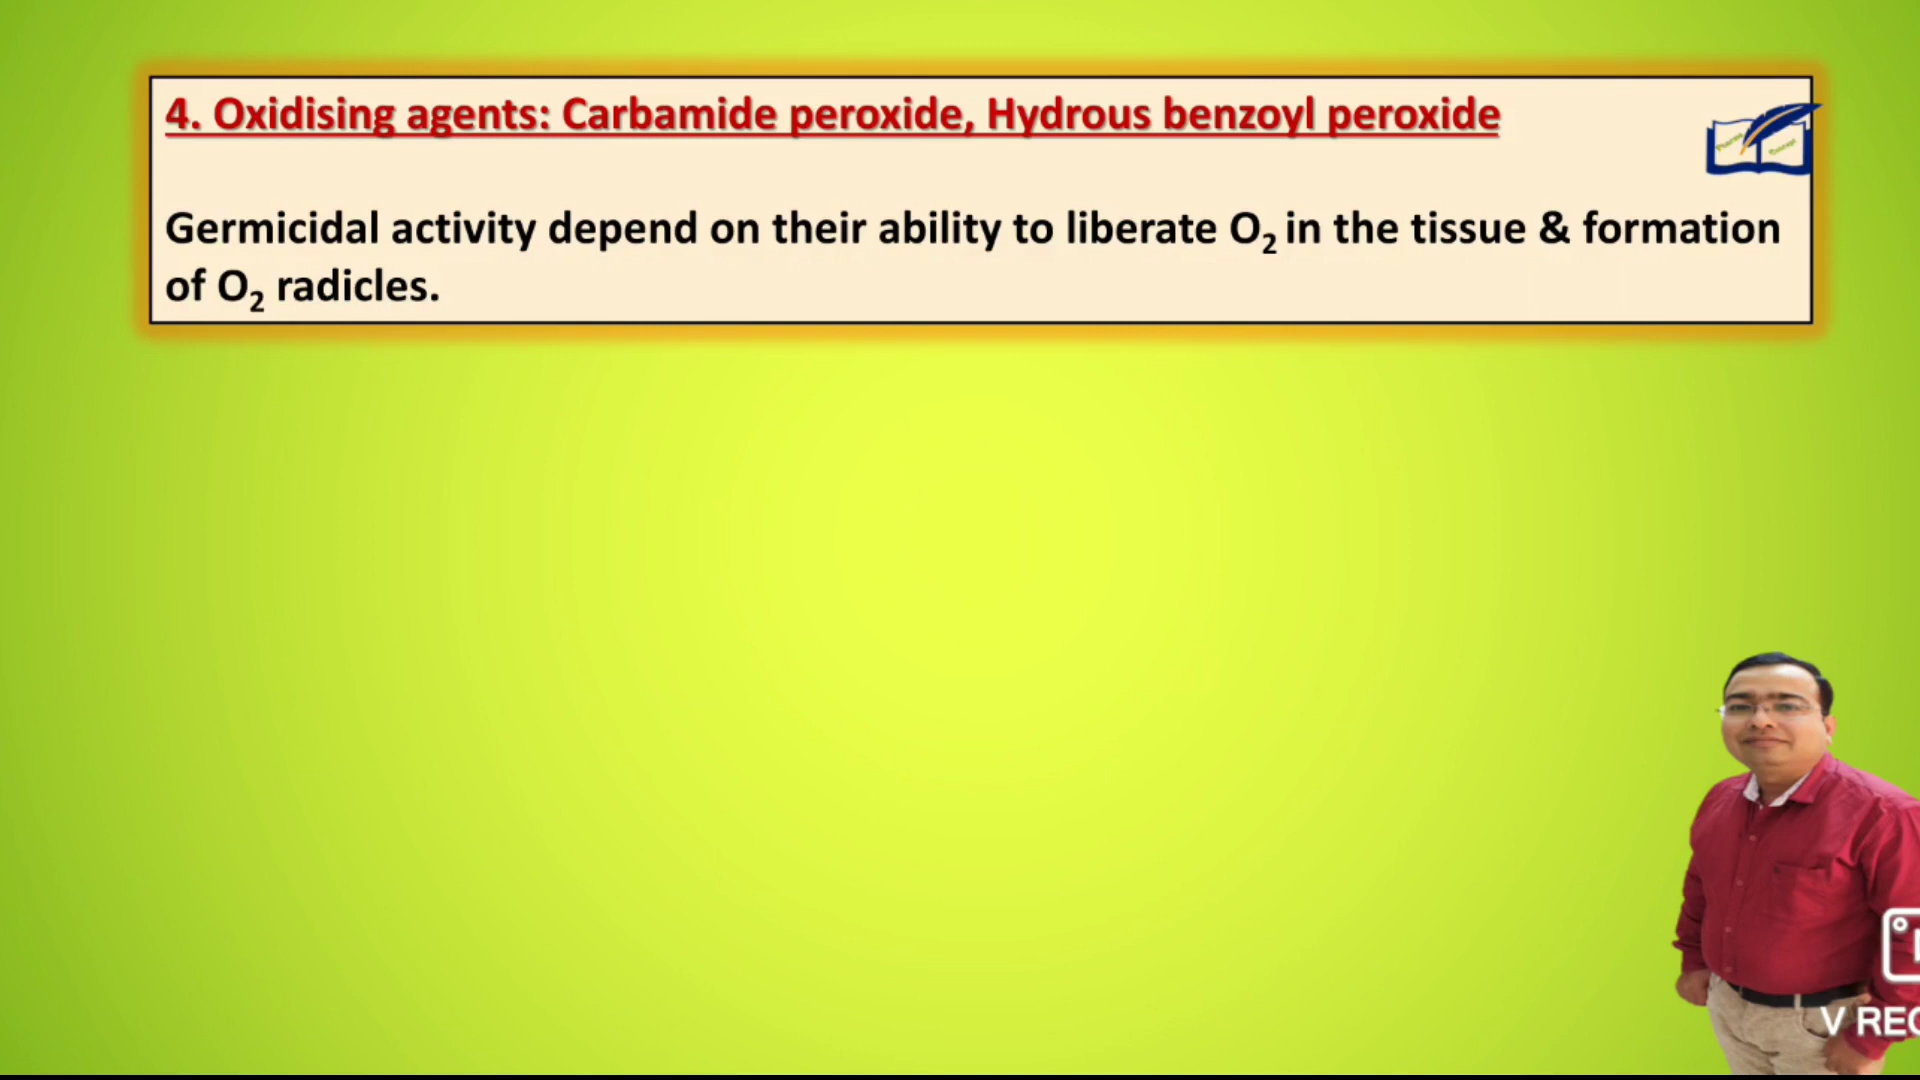 4. Oxidising agents: Carbamide peroxide, Hydrous benzoyl peroxide
Germicidal activity depend on their ability to liberate O₂ in the tissue & formation
of O₂ radicles.
V REC